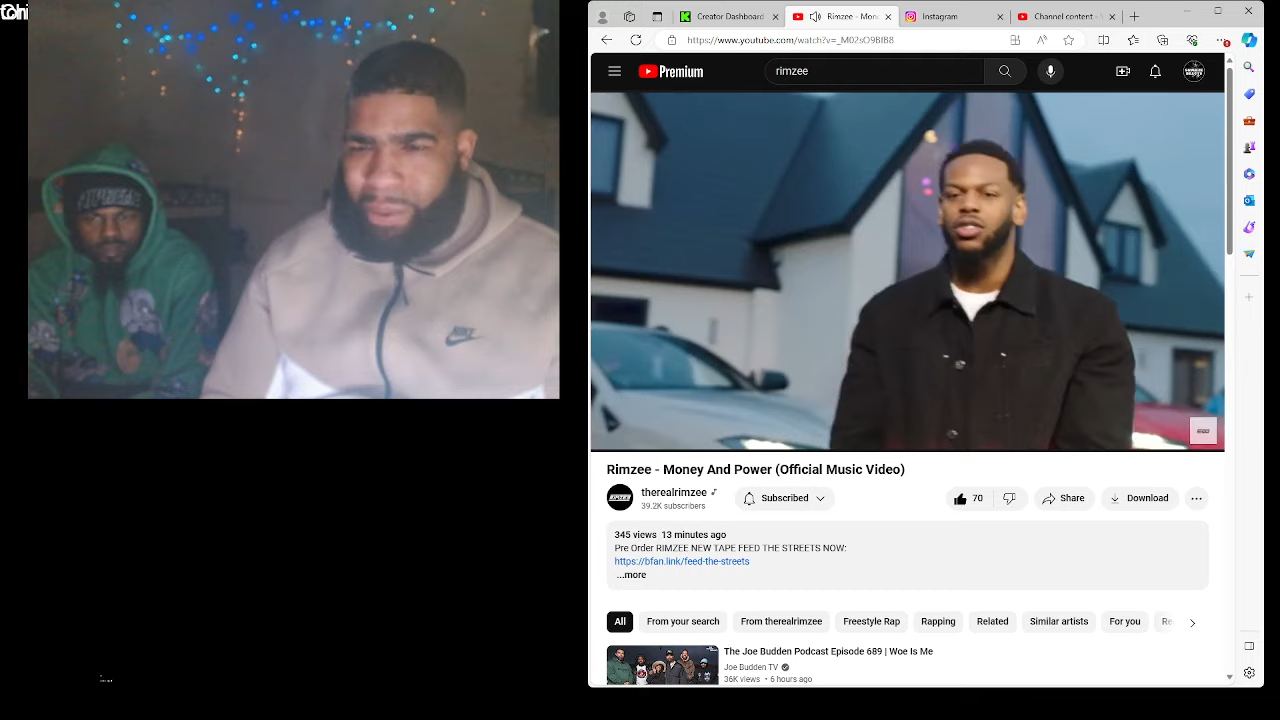 Creator Dashboard
Rimzee - Mon
Instagram
Channel content -
https://www.youtube.com/watch?v=_M02sO9BfB8
Premium
rimzee
Rimzee - Money And Power (Official Music Video)
therealrimzee
39.2K subscribers
Subscribed
70
Share
Download
345 views 13 minutes ago
Pre Order RIMZEE NEW TAPE FEED THE STREETS NOW:
https://bfan.link/feed-the-streets
...more
All
From your search
From therealrimzee
Freestyle Rap
Rapping
Related
Similar artists
For you
Re
The Joe Budden Podcast Episode 689 | Woe Is Me
Joe Budden TV
36K views • 6 hours ago